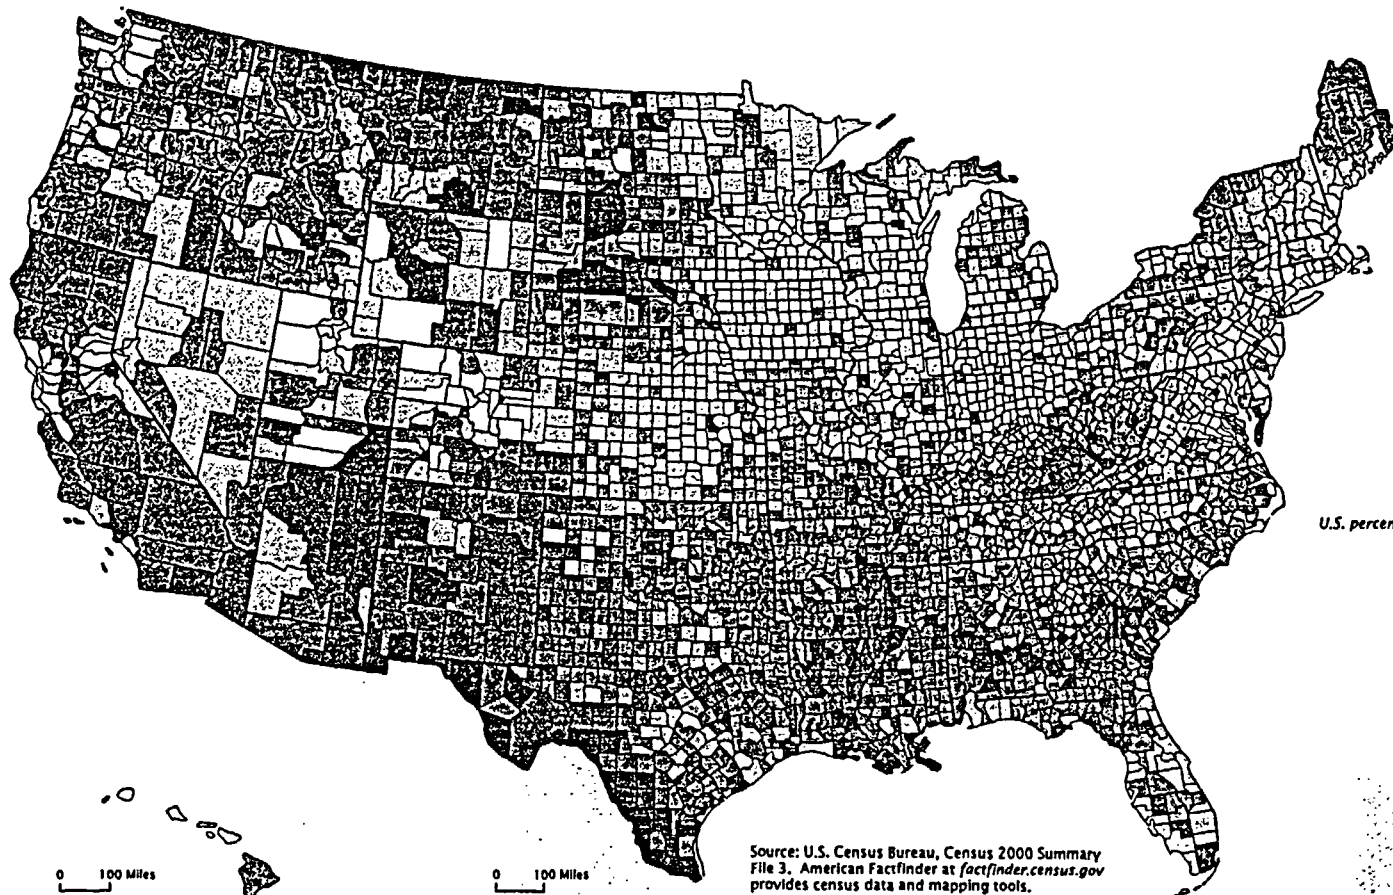 U.S. percen
0 100 Miles
0 100 Miles
Source: U.S. Census Bureau, Census 2000 Summary
File 3. American Factfinder at factfinder.census.gov
provides census data and mapping tools.